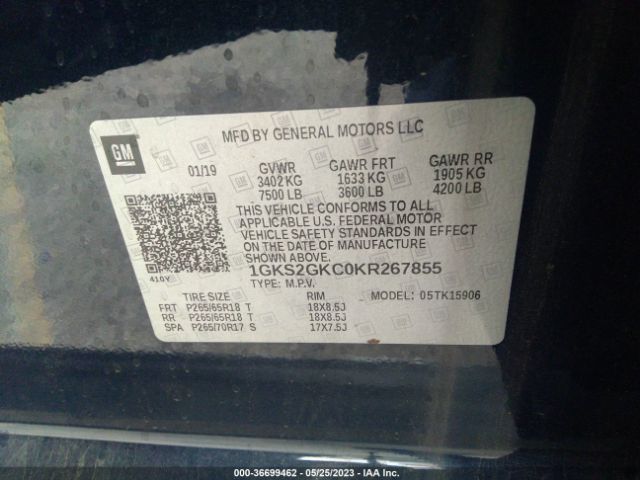 GM
MFD BY GENERAL MOTORS LLC
01/19 GVWR GAWR FRT GAWR RR
3402 KG 1633 KG 1905 KG
7500 LB 3600 LB 4200 LB
THIS VEHICLE CONFORMS TO ALL
APPLICABLE U.S. FEDERAL MOTOR
VEHICLE SAFETY STANDARDS IN EFFECT
ON THE DATE OF MANUFACTURE
SHOWN ABOVE.
410Y
1GKS2GKC0KR267855
TYPE: M.P.V. MODEL: 05TK15906
TIRE SIZE RIM
FRT P265/65R18 T 18X8.5J
RR P265/65R18 T 18X8.5J
SPA P265/70R17 S 17X7.5J
000-36699462 - 05/25/2023 - IAA Inc.